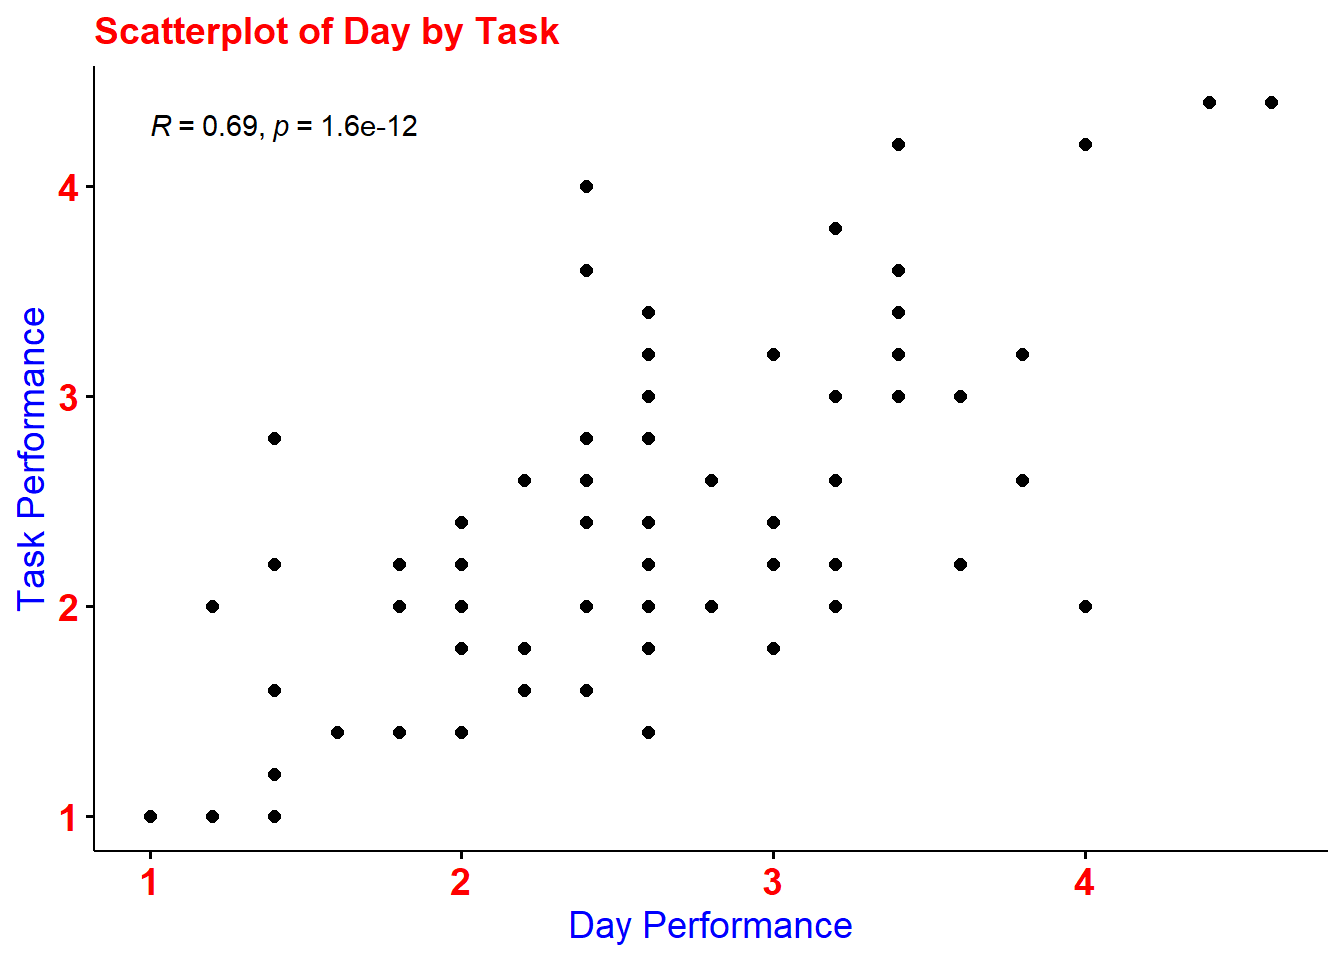 Scatterplot of Day by Task
R = 0.69, p = 1.6e-12
4
3
2
1
Task Performance
1 2 3 4
Day Performance